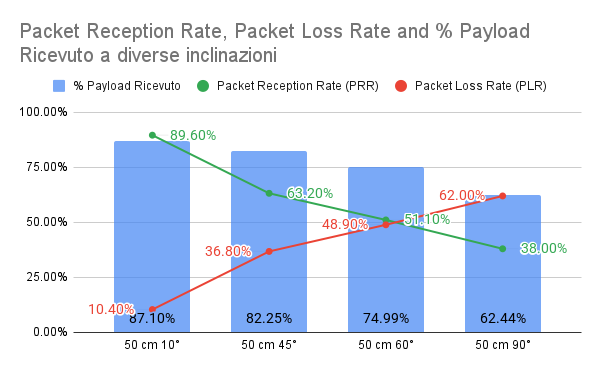 Packet Reception Rate, Packet Loss Rate and % Payload
Ricevuto a diverse inclinazioni
% Payload Ricevuto Packet Reception Rate (PRR) Packet Loss Rate (PLR)
100.00%
89.60%
75.00%
63.20%
62.00%
50.00%
48.90%
51.10%
36.80%
38.00%
25.00%
10.40%
0.00%
87.10% 82.25% 74.99% 62.44%
50 cm 10° 50 cm 45° 50 cm 60° 50 cm 90°